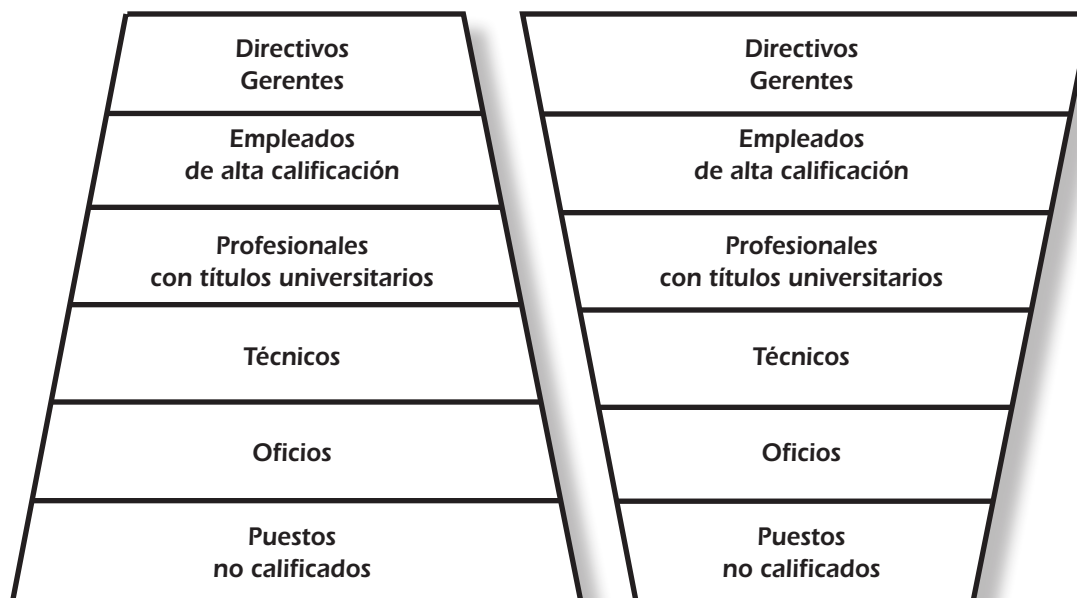 Directivos
Gerentes
Empleados
de alta calificación
Profesionales
con títulos universitarios
Técnicos
Oficios
Puestos
no calificados
Directivos
Gerentes
Empleados
de alta calificación
Profesionales
con títulos universitarios
Técnicos
Oficios
Puestos
no calificados